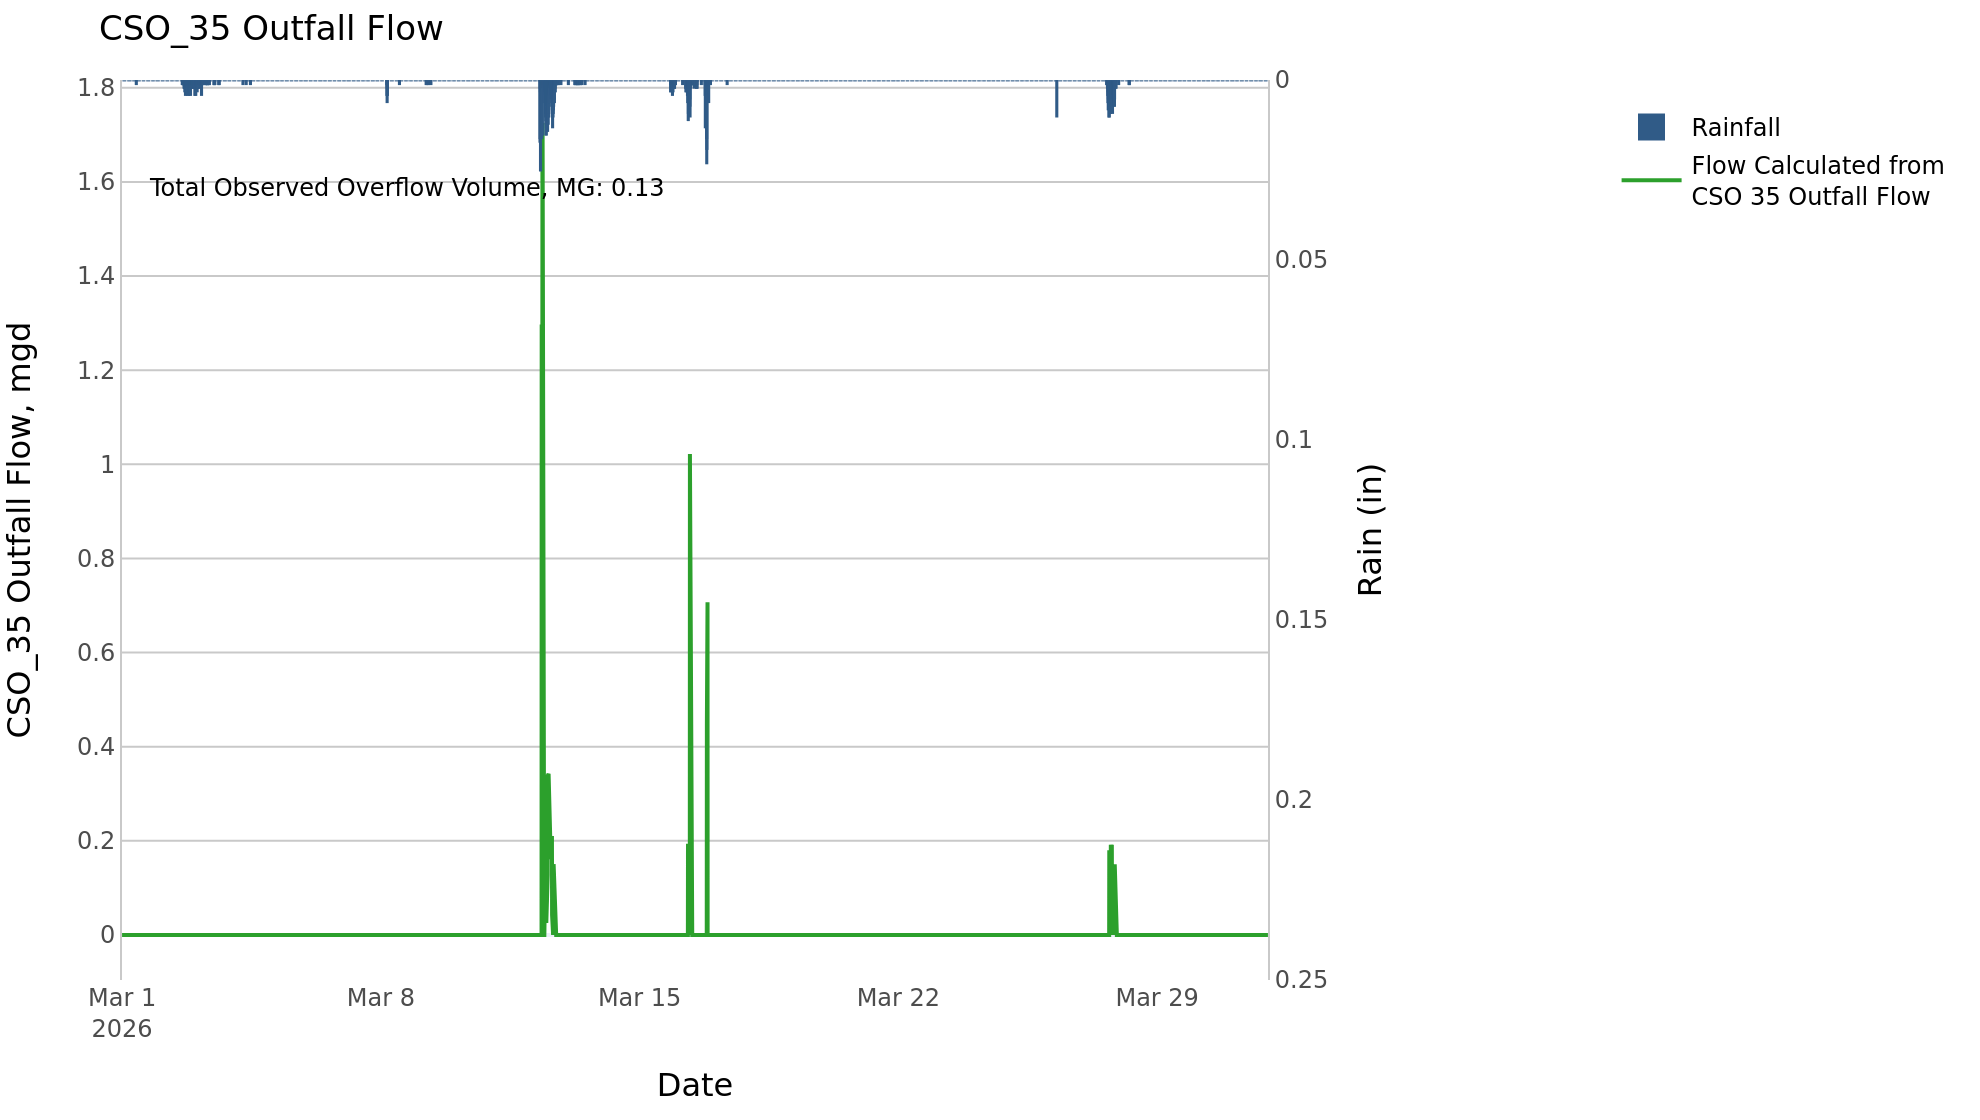 CSO_35 Outfall Flow
1.8
1.6
1.4
1.2
1
0.8
0.6
0.4
0.2
0
CSO_35 Outfall Flow, mgd
Total Observed Overflow Volume, MG: 0.13
0
0.05
0.1
0.15
0.2
0.25
Rain (in)
Rainfall
Flow Calculated from
CSO 35 Outfall Flow
Mar 1
2026
Mar 8
Mar 15
Mar 22
Mar 29
Date